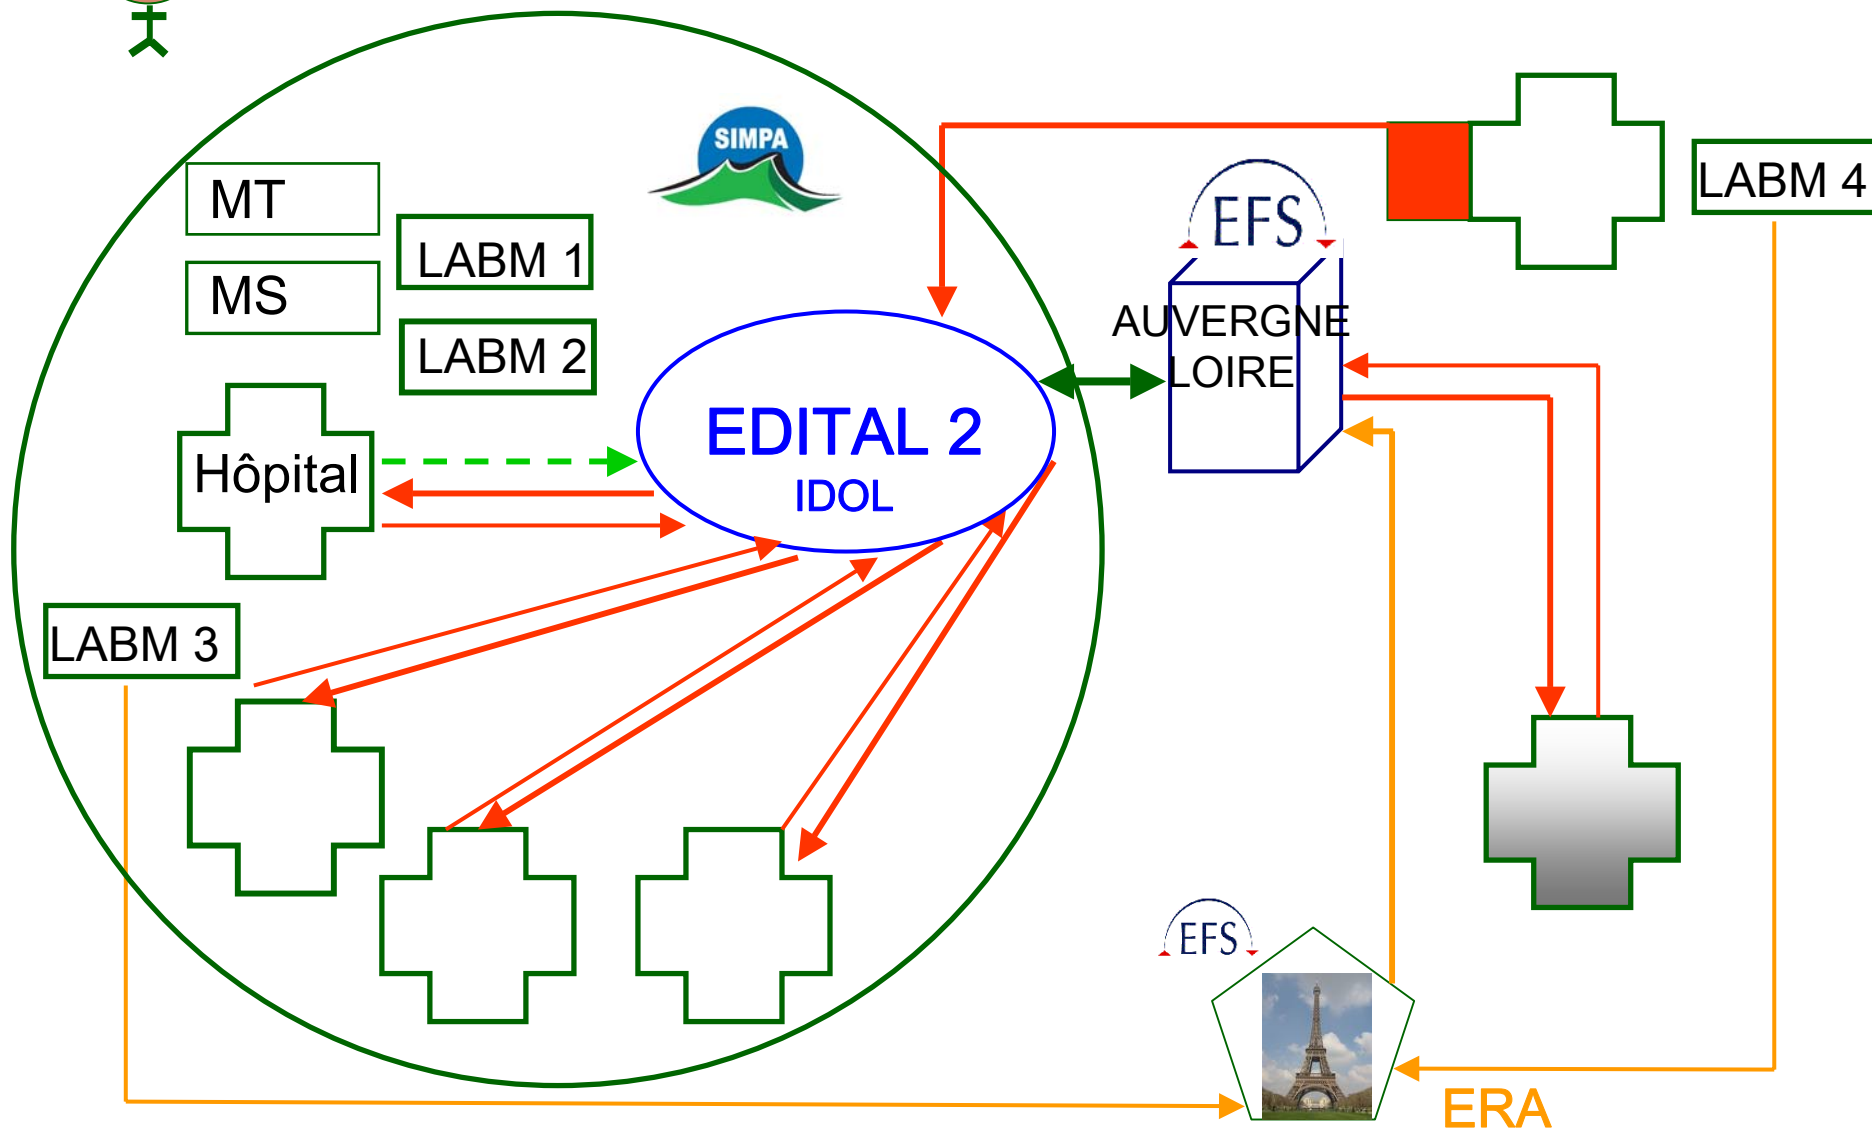 SIMPA
MT
LABM 1
MS
LABM 2
Hôpital
EDITAL 2
IDOL
LABM 3
EFS
AUVERGNE
LOIRE
LABM 4
EFS
ERA